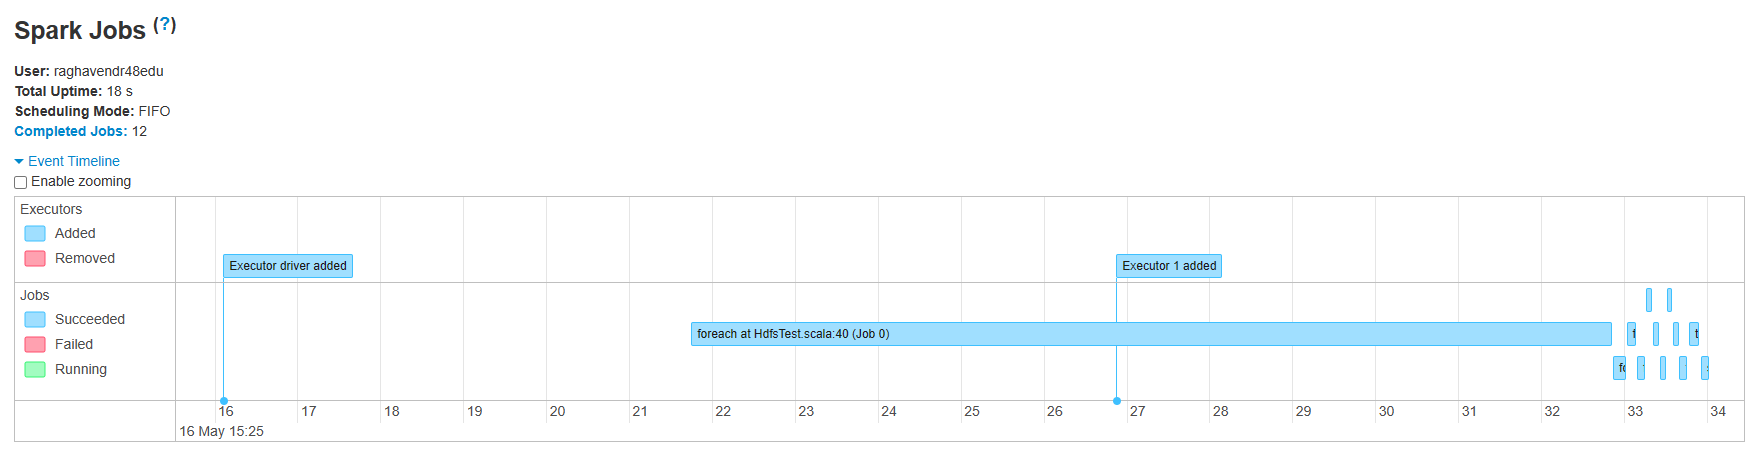 Spark Jobs (?)
User: raghavendr48edu
Total Uptime: 18 s
Scheduling Mode: FIFO
Completed Jobs: 12
Event Timeline
Enable zooming
Executors
Added
Removed
Executor driver added
Executor 1 added
Jobs
Succeeded
Failed
Running
foreach at HdfsTest.scala:40 (Job 0)
16 17 18 19 20 21 22 23 24 25 26 27 28 29 30 31 32 33 34
16 May 15:25